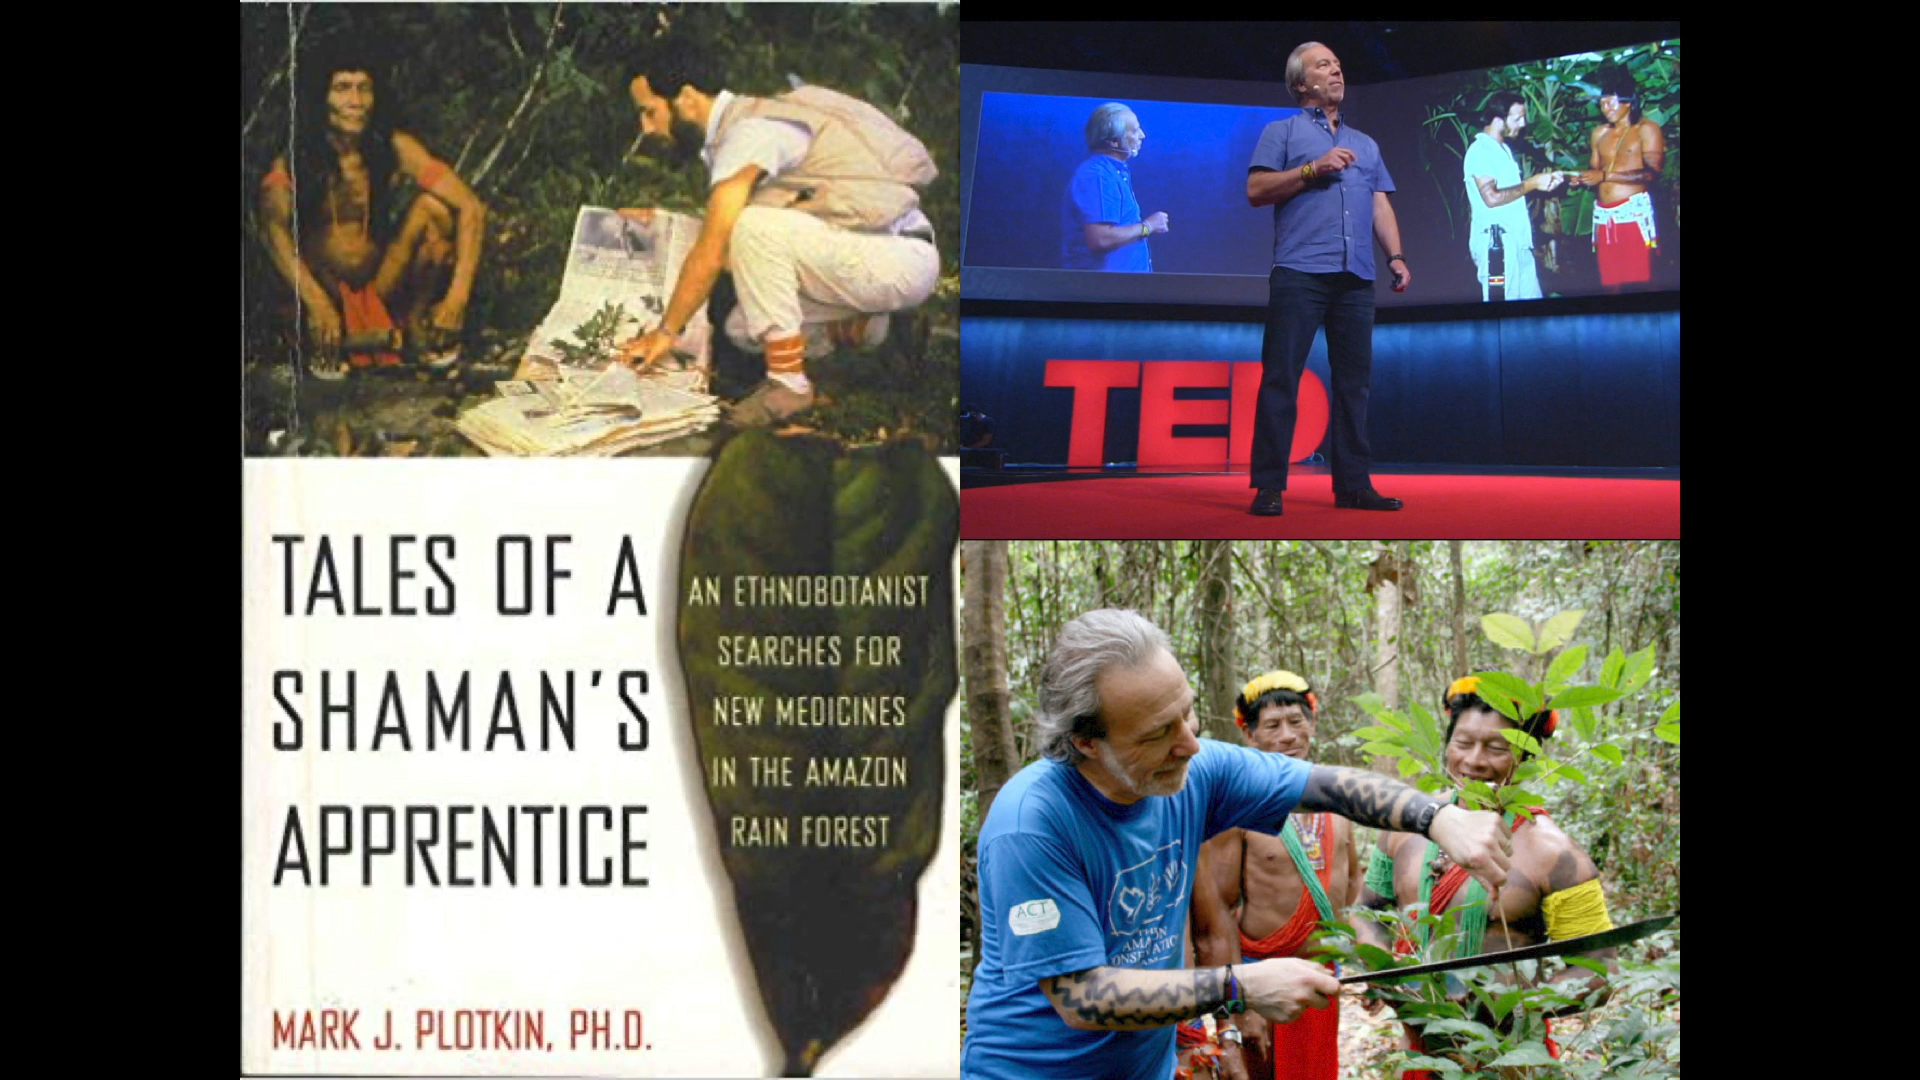 TALES OF A
SHAMAN'S
APPRENTICE
AN ETHNOBOTANIST
SEARCHES FOR
NEW MEDICINES
IN THE AMAZON
RAIN FOREST
MARK J. PLOTKIN, PH.D.
TED
ACT